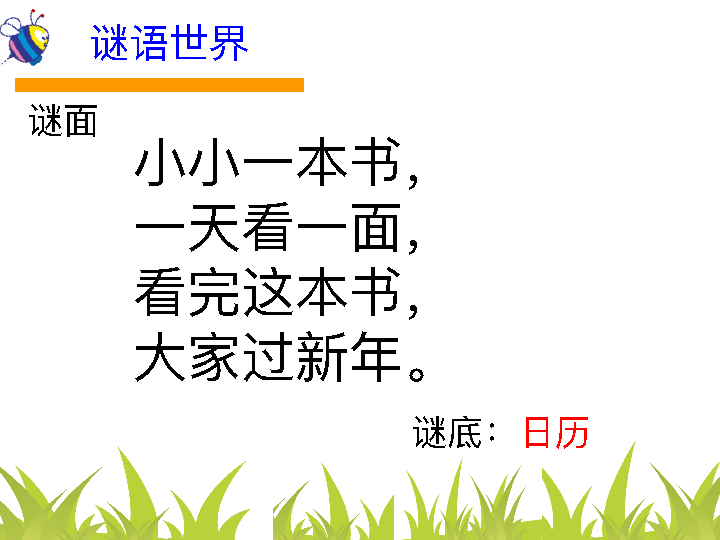 谜语世界
谜面
小小一本书，
一天看一面，
看完这本书，
大家过新年。
谜底：日历